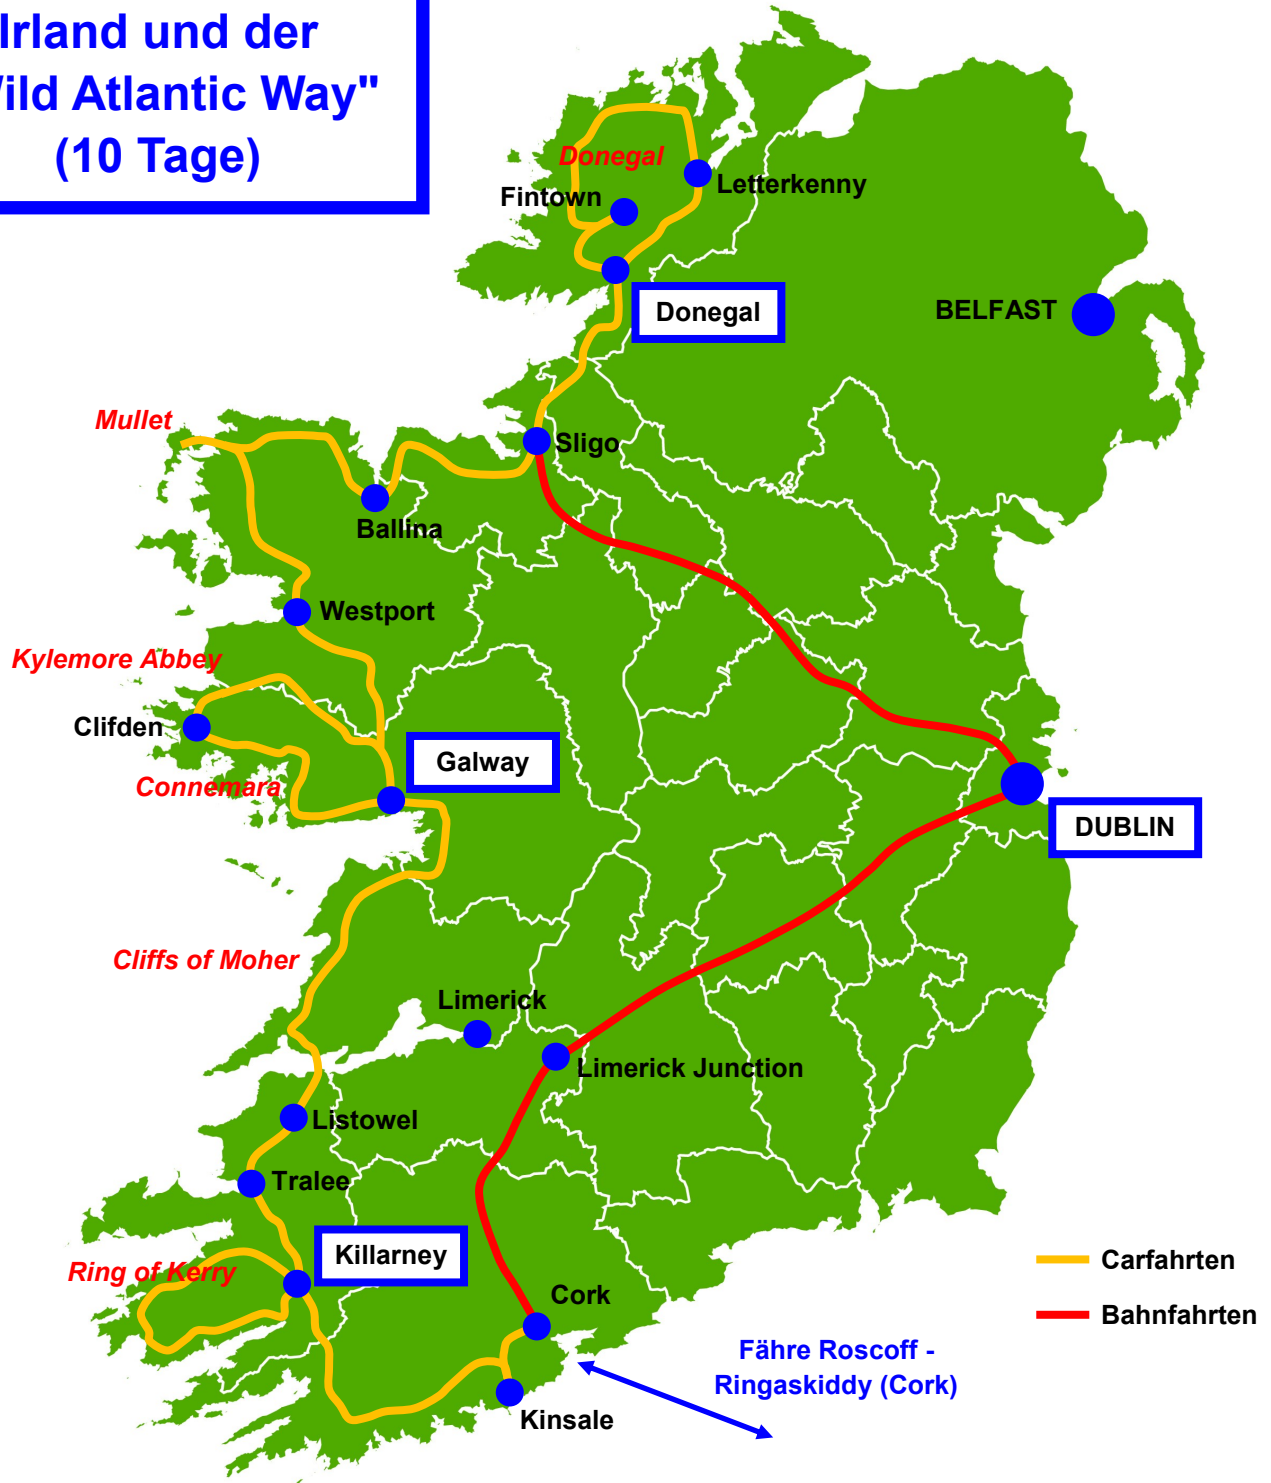 Irland und der
ild Atlantic Way"
(10 Tage)
Donegal
Letterkenny
Fintown
Donegal
BELFAST
Mullet
Sligo
Ballina
Westport
Kylemore Abbey
Clifden
Galway
Connemara
DUBLIN
Cliffs of Moher
Limerick
Limerick Junction
Listowel
Tralee
Killarney
Ring of Kerry
Carfahrten
Cork
Bahnfahrten
Fähre Roscoff -
Ringaskiddy (Cork)
Kinsale